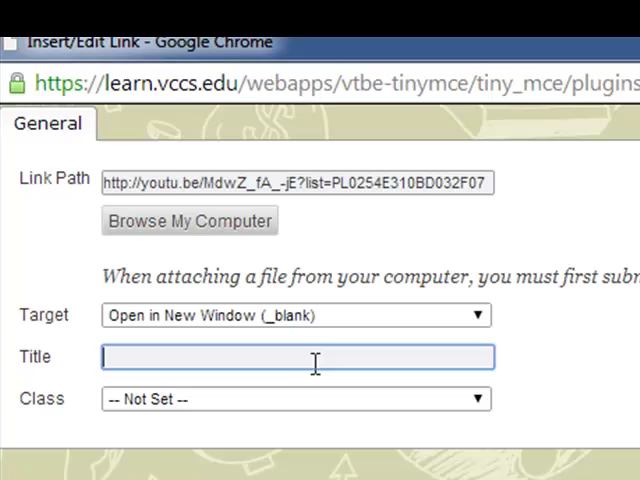 Insert/Edit Link - Google Chrome
https://learn.vccs.edu/webapps/vtbe-tinymce/tiny_mce/plugins
General
Link Path http://youtu.be/MdwZ_fA_-jE?list=PL0254E310BD032F07
Browse My Computer
When attaching a file from your computer, you must first subm
Target Open in New Window (_blank)
Title
Class -- Not Set --